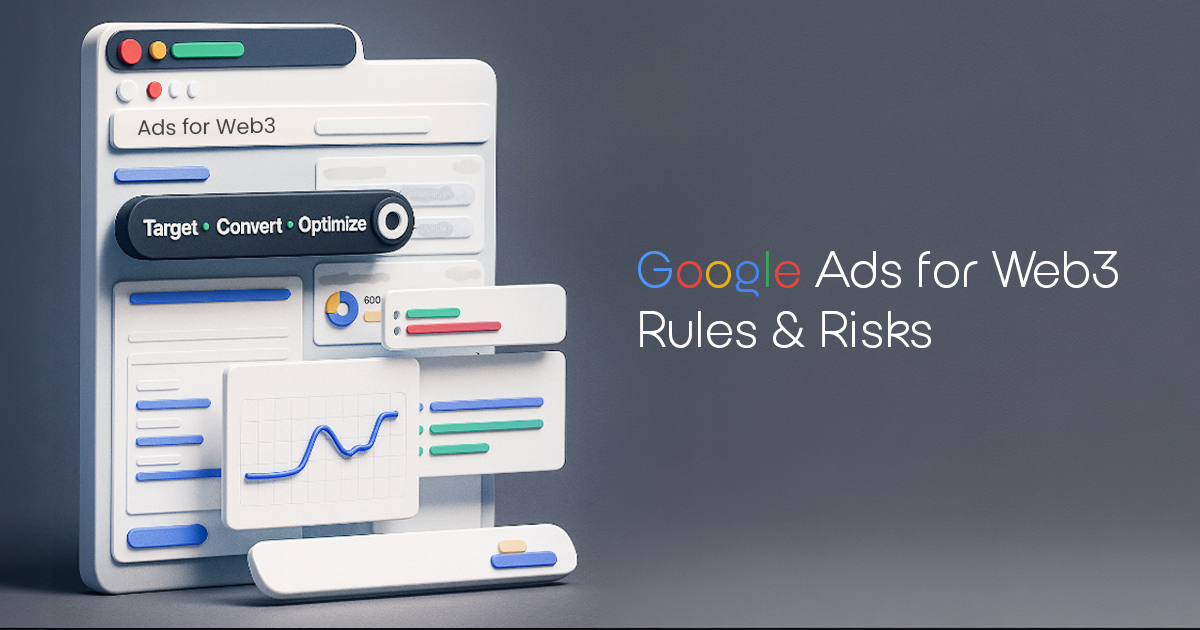 Ads for Web3
Target • Convert • Optimize
600
Google Ads for Web3
Rules & Risks